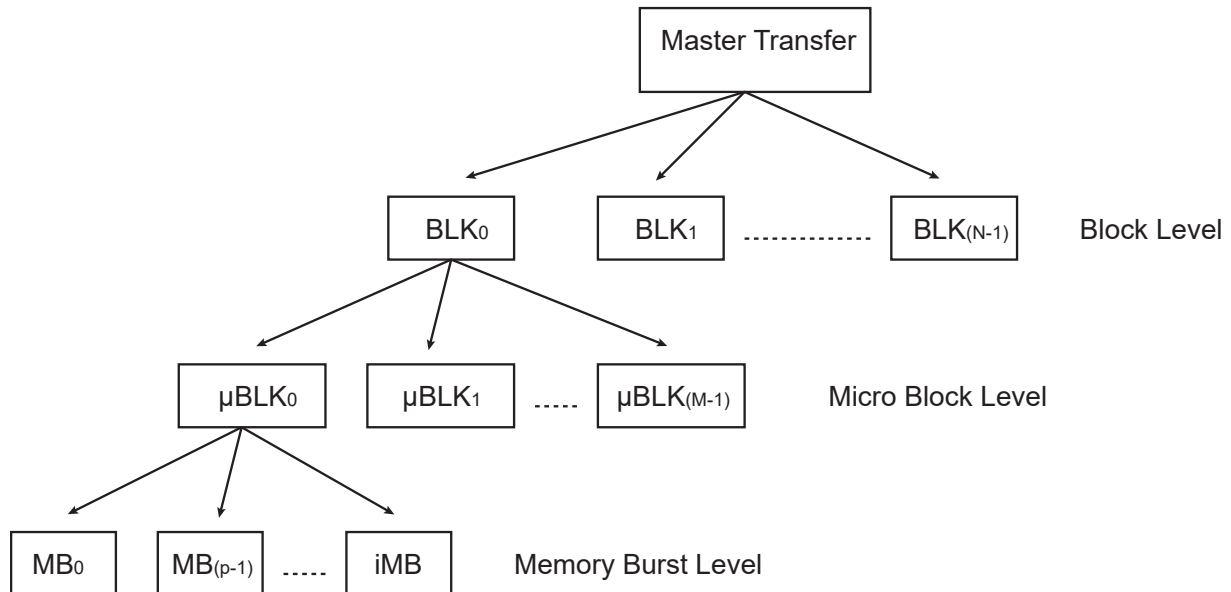 Master Transfer
BLK0 BLK1 BLK(N-1) Block Level
µBLK0 µBLK1 µBLK(M-1) Micro Block Level
MB0 MB(p-1) iMB Memory Burst Level